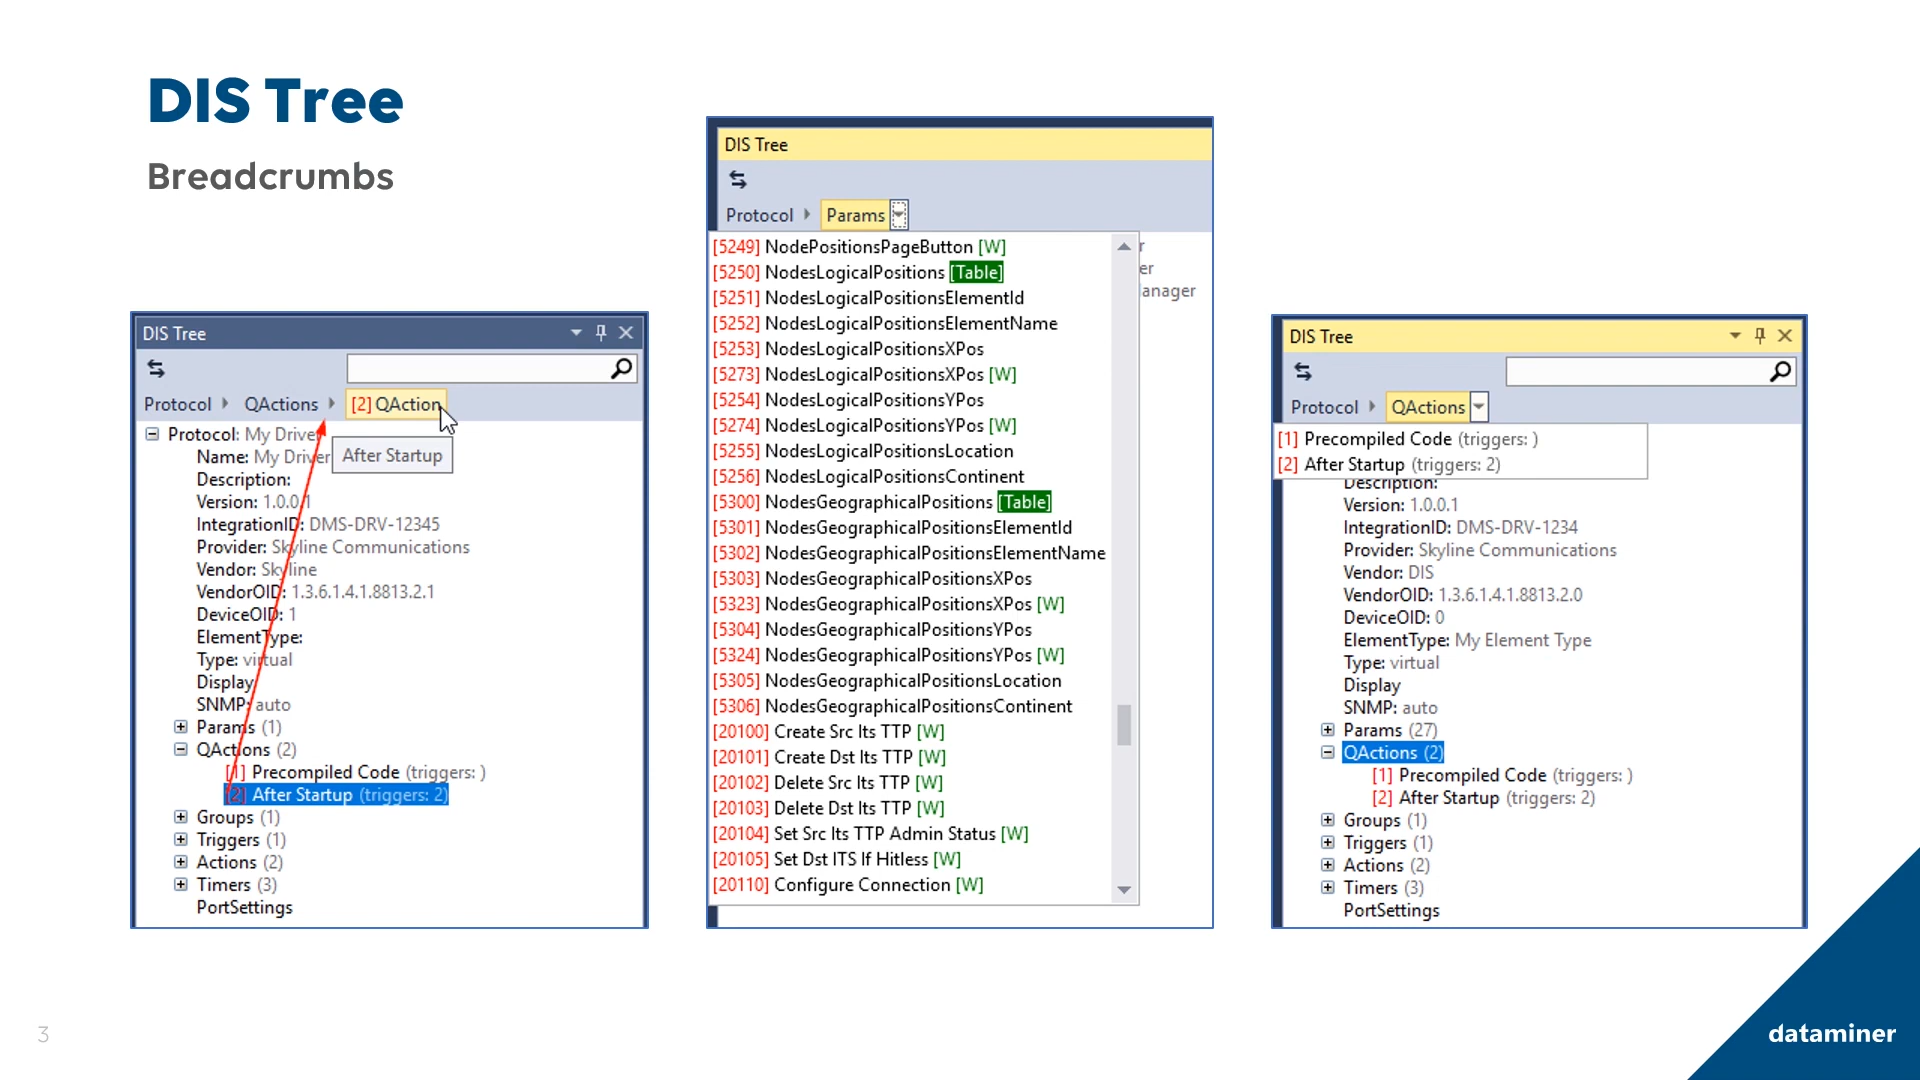 DIS Tree
Breadcrumbs
DIS Tree
Protocol QActions [2] QAction
Protocol: My Driver
After Startup
Name: My Driver
Description:
Version: 1.0.0.1
IntegrationID: DMS-DRV-12345
Provider: Skyline Communications
Vendor: Skyline
VendorOID: 1.3.6.1.4.1.8813.2.1
DeviceOID: 1
ElementType:
Type: virtual
Display
SNMP: auto
Params (1)
QActions (2)
[1] Precompiled Code (triggers: )
[2] After Startup (triggers: 2)
Groups (1)
Triggers (1)
Actions (2)
Timers (3)
PortSettings
DIS Tree
Protocol Params
[5249] NodePositionsPageButton [W]
[5250] NodesLogicalPositions [Table]
[5251] NodesLogicalPositionsElementId
[5252] NodesLogicalPositionsElementName
[5253] NodesLogicalPositionsXPos
[5273] NodesLogicalPositionsXPos [W]
[5254] NodesLogicalPositionsYPos
[5274] NodesLogicalPositionsYPos [W]
[5255] NodesLogicalPositionsLocation
[5256] NodesLogicalPositionsContinent
[5300] NodesGeographicalPositions [Table]
[5301] NodesGeographicalPositionsElementId
[5302] NodesGeographicalPositionsElementName
[5303] NodesGeographicalPositionsXPos
[5323] NodesGeographicalPositionsXPos [W]
[5304] NodesGeographicalPositionsYPos
[5324] NodesGeographicalPositionsYPos [W]
[5305] NodesGeographicalPositionsLocation
[5306] NodesGeographicalPositionsContinent
[20100] Create Src Its TTP [W]
[20101] Create Dst Its TTP [W]
[20102] Delete Src Its TTP [W]
[20103] Delete Dst Its TTP [W]
[20104] Set Src Its TTP Admin Status [W]
[20105] Set Dst ITS If Hitless [W]
[20110] Configure Connection [W]
r
er
anager
DIS Tree
Protocol QActions
[1] Precompiled Code (triggers: )
[2] After Startup (triggers: 2)
Description:
Version: 1.0.0.1
IntegrationID: DMS-DRV-1234
Provider: Skyline Communications
Vendor: DIS
VendorOID: 1.3.6.1.4.1.8813.2.0
DeviceOID: 0
ElementType: My Element Type
Type: virtual
Display
SNMP: auto
Params (27)
QActions (2)
[1] Precompiled Code (triggers: )
[2] After Startup (triggers: 2)
Groups (1)
Triggers (1)
Actions (2)
Timers (3)
PortSettings
3
dataminer